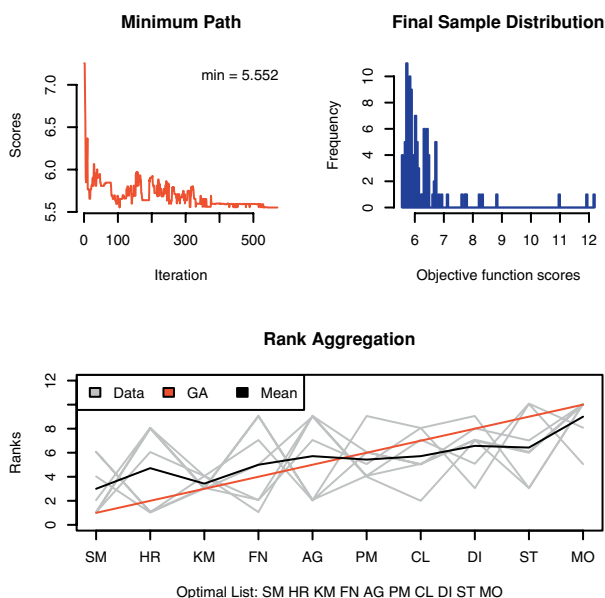 Minimum Path
min = 5.552
Scores
5.5 6.0 6.5 7.0
0 100 300 500
Iteration
Final Sample Distribution
Frequency
0 2 4 6 8 10
6 7 8 9 10 11 12
Objective function scores
Rank Aggregation
Data GA Mean
Ranks
0 2 4 6 8 12
SM HR KM FN AG PM CL DI ST MO
Optimal List: SM HR KM FN AG PM CL DI ST MO